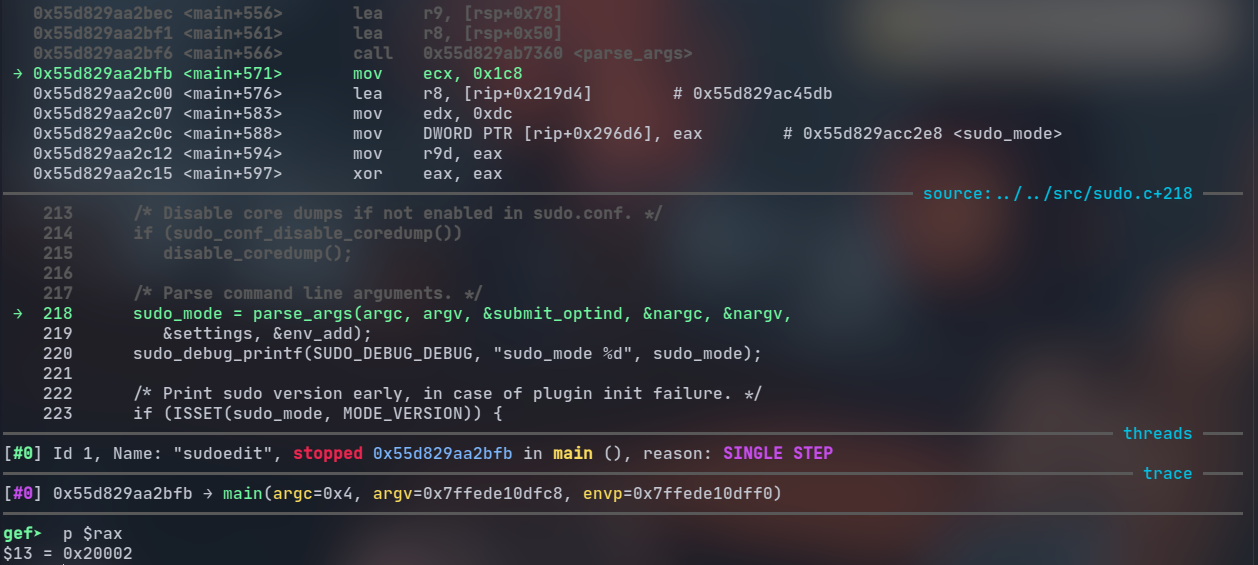 0x55d829aa2bec <main+556> lea r9, [rsp+0x78]
0x55d829aa2bf1 <main+561> lea r8, [rsp+0x50]
0x55d829aa2bf6 <main+566> call 0x55d829ab7360 <parse_args>
→ 0x55d829aa2bfb <main+571> mov ecx, 0x1c8
0x55d829aa2c00 <main+576> lea r8, [rip+0x219d4] # 0x55d829ac45db
0x55d829aa2c07 <main+583> mov edx, 0xdc
0x55d829aa2c0c <main+588> mov DWORD PTR [rip+0x296d6], eax # 0x55d829acc2e8 <sudo_mode>
0x55d829aa2c12 <main+594> mov r9d, eax
0x55d829aa2c15 <main+597> xor eax, eax
source:../../src/sudo.c+218
213 /* Disable core dumps if not enabled in sudo.conf. */
214 if (sudo_conf_disable_coredump())
215 disable_coredump();
216
217 /* Parse command line arguments. */
→ 218 sudo_mode = parse_args(argc, argv, &submit_optind, &nargc, &nargv,
219 &settings, &env_add);
220 sudo_debug_printf(SUDO_DEBUG_DEBUG, "sudo_mode %d", sudo_mode);
221
222 /* Print sudo version early, in case of plugin init failure. */
223 if (ISSET(sudo_mode, MODE_VERSION)) {
threads
[#0] Id 1, Name: "sudoedit", stopped 0x55d829aa2bfb in main (), reason: SINGLE STEP
trace
[#0] 0x55d829aa2bfb → main(argc=0x4, argv=0x7ffede10dfc8, envp=0x7ffede10dff0)
gef➤ p $rax
$13 = 0x20002